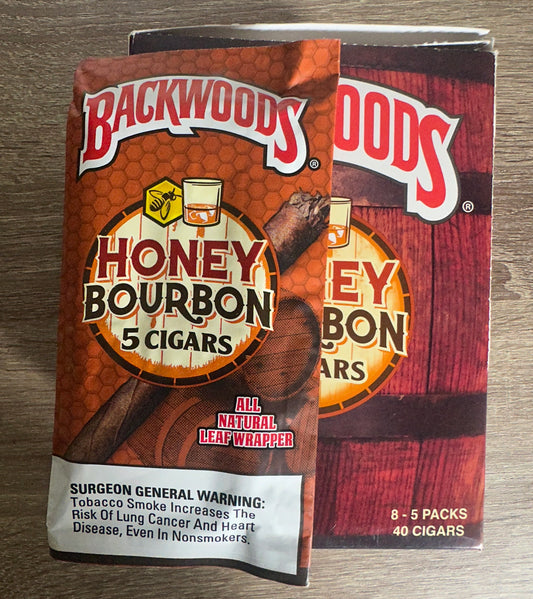 BACKWOODS®
HONEY
BOURBON
5 CIGARS
ALL
NATURAL
LEAF WRAPPER
SURGEON GENERAL WARNING:
Tobacco Smoke Increases The
Risk Of Lung Cancer And Heart
Disease, Even In Nonsmokers.
OODS®
EY
BON
ARS
8 - 5 PACKS
40 CIGARS